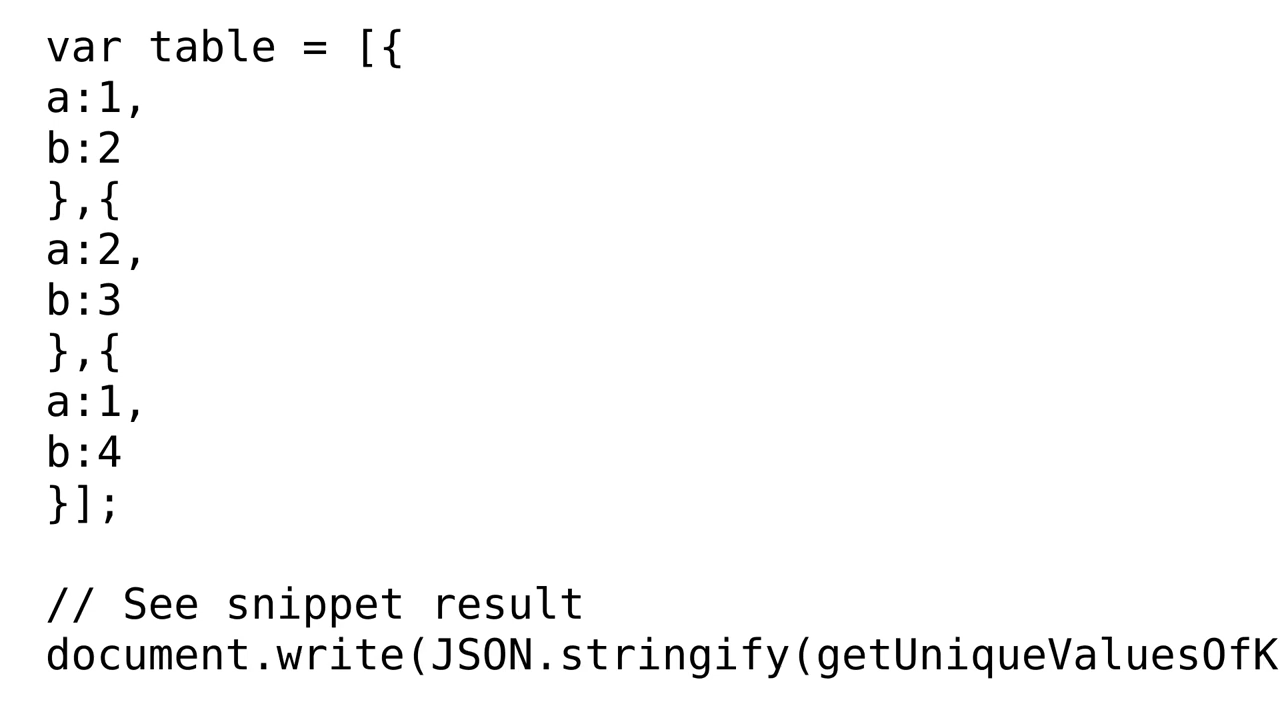 var table = [{
a:1,
b:2
},{
a:2,
b:3
},{
a:1,
b:4
}];

// See snippet result
document.write(JSON.stringify(getUniqueValuesOfK